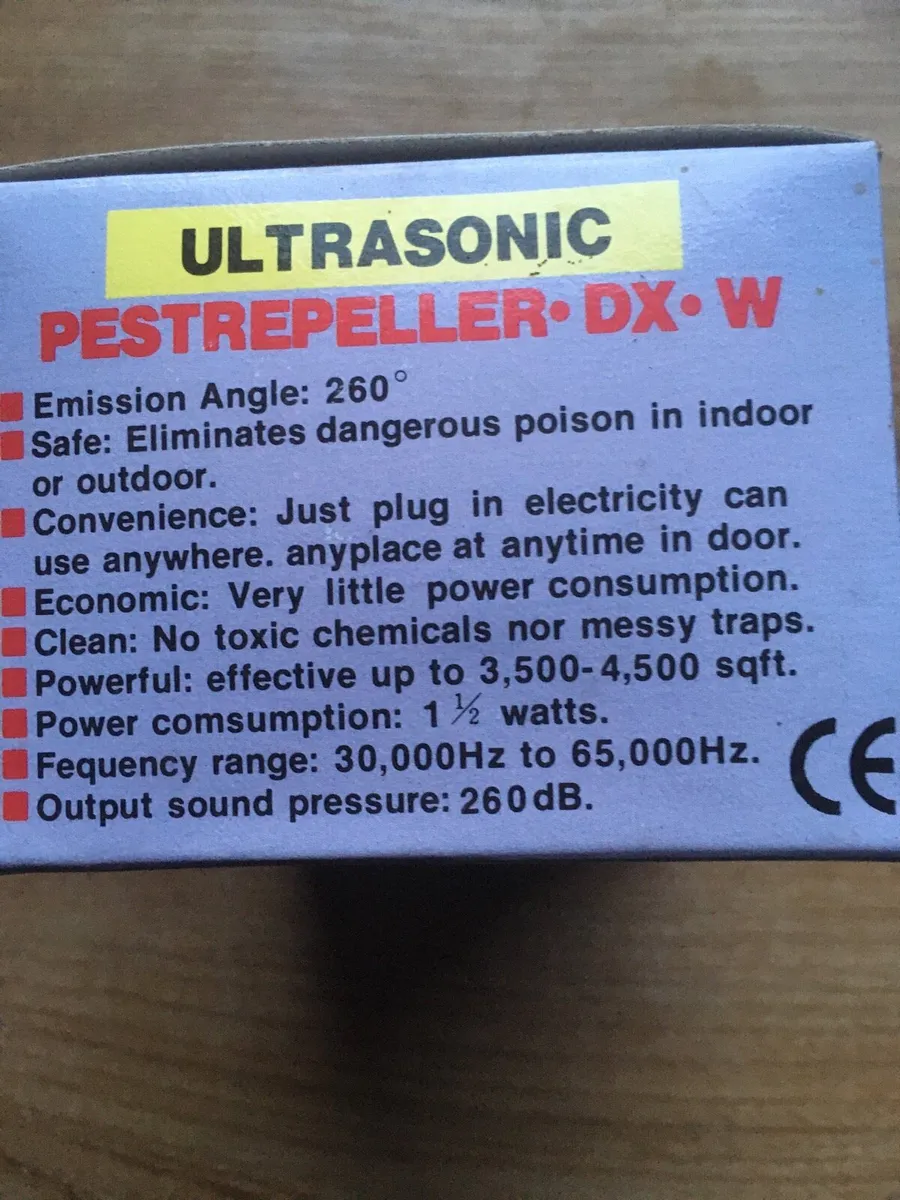 ULTRASONIC
PESTREPELLER• DX• W
Emission Angle: 260°
Safe: Eliminates dangerous poison in indoor
or outdoor.
Convenience: Just plug in electricity can
use anywhere. anyplace at anytime in door.
Economic: Very little power consumption.
Clean: No toxic chemicals nor messy traps.
Powerful: effective up to 3,500-4,500 sqft.
Power comsumption: 1 ½ watts.
Fequency range: 30,000Hz to 65,000Hz.
Output sound pressure: 260dB.
CE